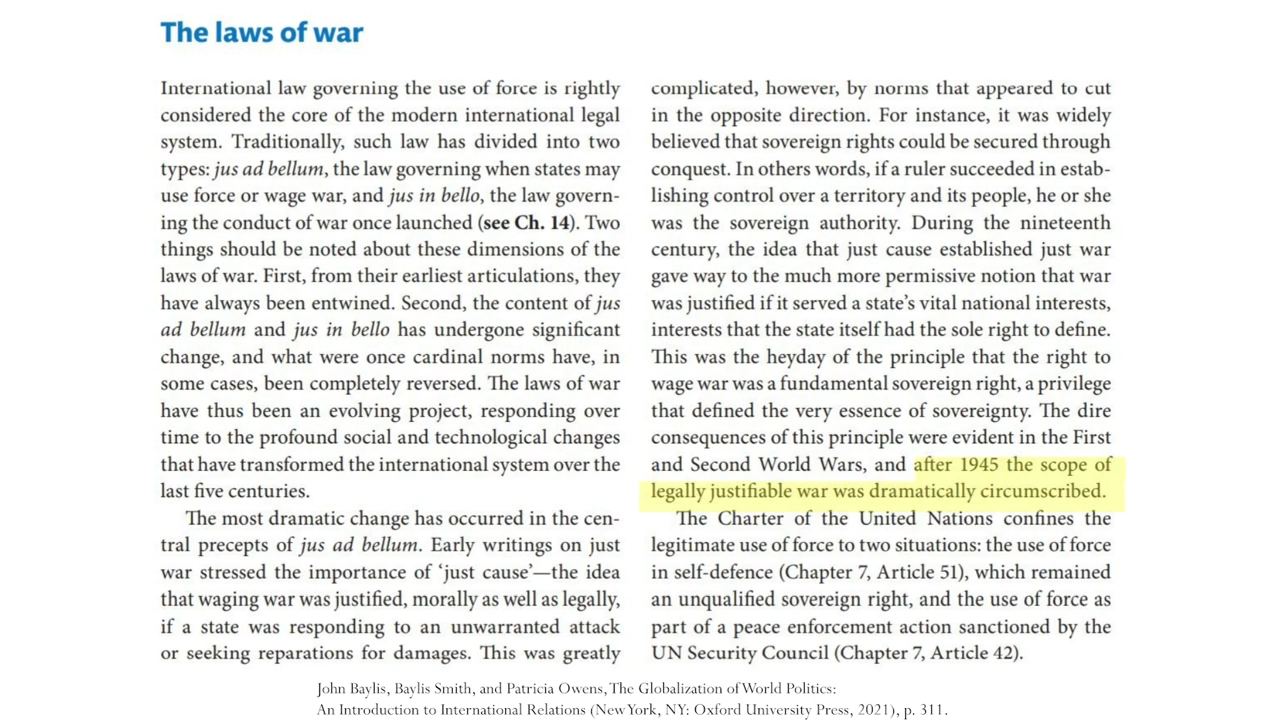 The laws of war
International law governing the use of force is rightly
considered the core of the modern international legal
system. Traditionally, such law has divided into two
types: jus ad bellum, the law governing when states may
use force or wage war, and jus in bello, the law govern-
ing the conduct of war once launched (see Ch. 14). Two
things should be noted about these dimensions of the
laws of war. First, from their earliest articulations, they
have always been entwined. Second, the content of jus
ad bellum and jus in bello has undergone significant
change, and what were once cardinal norms have, in
some cases, been completely reversed. The laws of war
have thus been an evolving project, responding over
time to the profound social and technological changes
that have transformed the international system over the
last five centuries.
The most dramatic change has occurred in the cen-
tral precepts of jus ad bellum. Early writings on just
war stressed the importance of ‘just cause’—the idea
that waging war was justified, morally as well as legally,
if a state was responding to an unwarranted attack
or seeking reparations for damages. This was greatly
complicated, however, by norms that appeared to cut
in the opposite direction. For instance, it was widely
believed that sovereign rights could be secured through
conquest. In others words, if a ruler succeeded in estab-
lishing control over a territory and its people, he or she
was the sovereign authority. During the nineteenth
century, the idea that just cause established just war
gave way to the much more permissive notion that war
was justified if it served a state’s vital national interests,
interests that the state itself had the sole right to define.
This was the heyday of the principle that the right to
wage war was a fundamental sovereign right, a privilege
that defined the very essence of sovereignty. The dire
consequences of this principle were evident in the First
and Second World Wars, and after 1945 the scope of
legally justifiable war was dramatically circumscribed.
The Charter of the United Nations confines the
legitimate use of force to two situations: the use of force
in self-defence (Chapter 7, Article 51), which remained
an unqualified sovereign right, and the use of force as
part of a peace enforcement action sanctioned by the
UN Security Council (Chapter 7, Article 42).
John Baylis, Baylis Smith, and Patricia Owens, The Globalization of World Politics:
An Introduction to International Relations (New York, NY: Oxford University Press, 2021), p. 311.